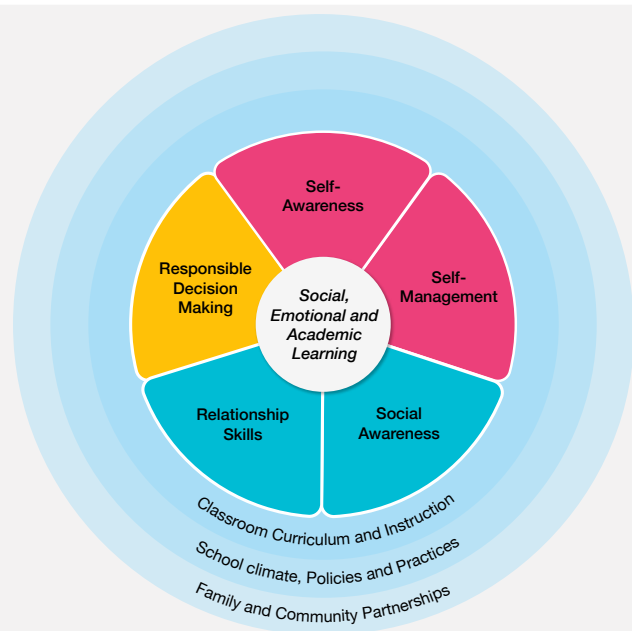 Self-
Awareness
Responsible
Decision
Making
Self-
Management
Social,
Emotional and
Academic
Learning
Relationship
Skills
Social
Awareness
Classroom Curriculum and Instruction
School climate, Policies and Practices
Family and Community Partnerships